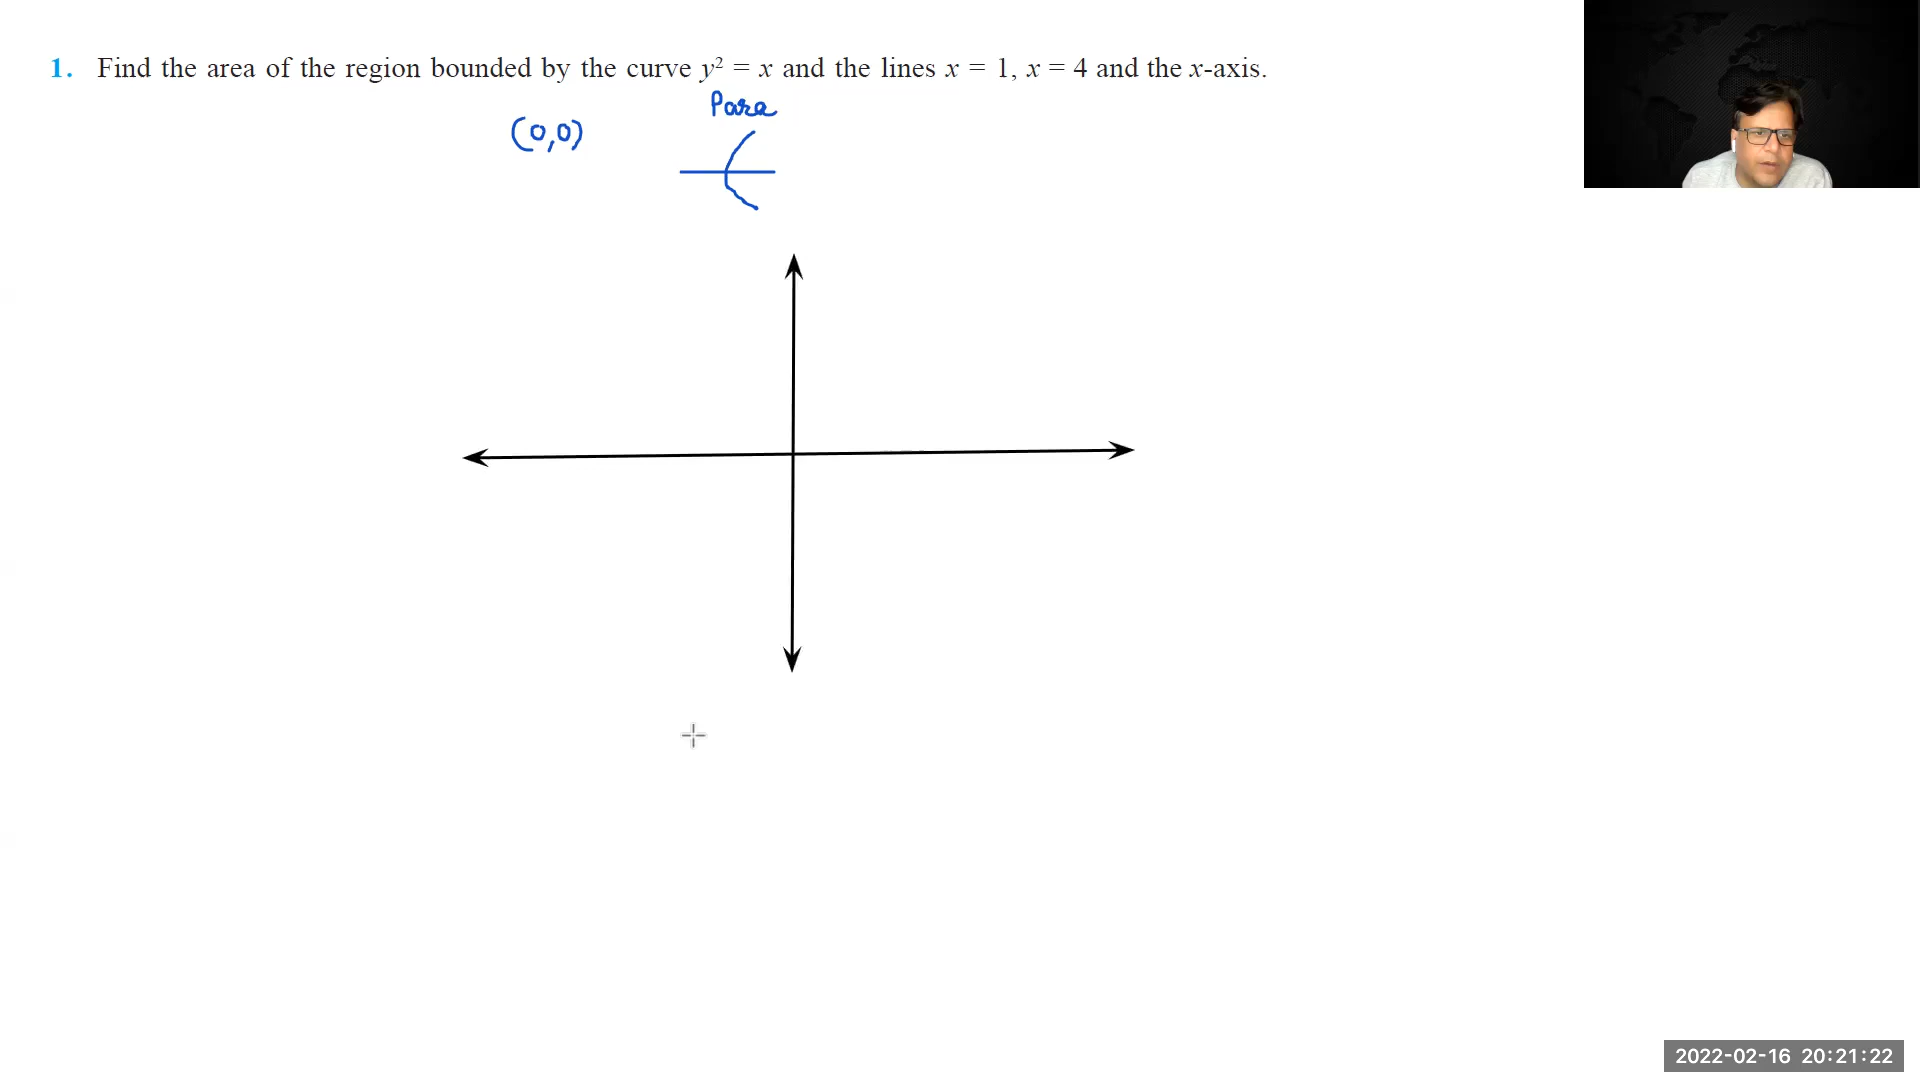 1. Find the area of the region bounded by the curve y² = x and the lines x = 1, x = 4 and the x-axis.
Para
(0,0)
2022-02-16 20:21:22